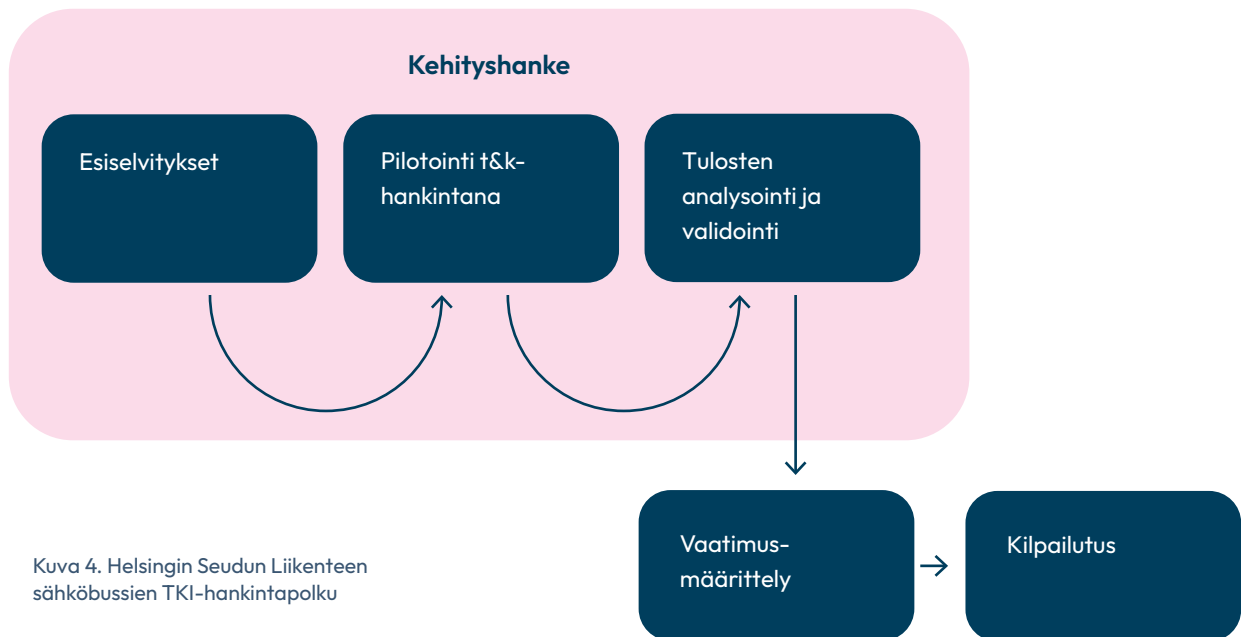 Kehityshanke
Esiselvitykset
Pilotointi t&k-
hankintana
Tulosten
analysointi ja
validointi
Vaatimus-
määrittely
Kilpailutus
Kuva 4. Helsingin Seudun Liikenteen
sähköbussien TKI-hankintapolku